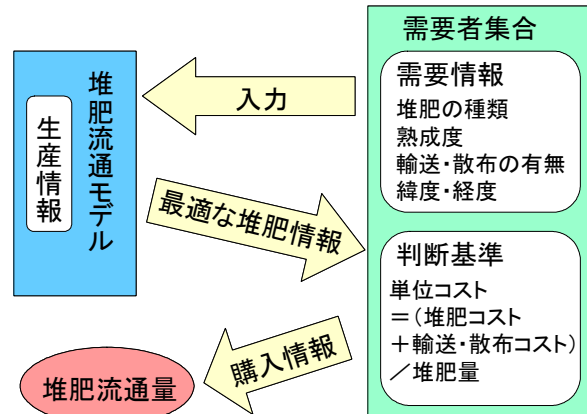 需要者集合
需要情報
堆肥の種類
熟成度
輸送・散布の有無
緯度・経度
入力
堆肥流通モデル
生産情報
最適な堆肥情報
判断基準
単位コスト
＝(堆肥コスト
＋輸送・散布コスト)
／堆肥量
購入情報
堆肥流通量